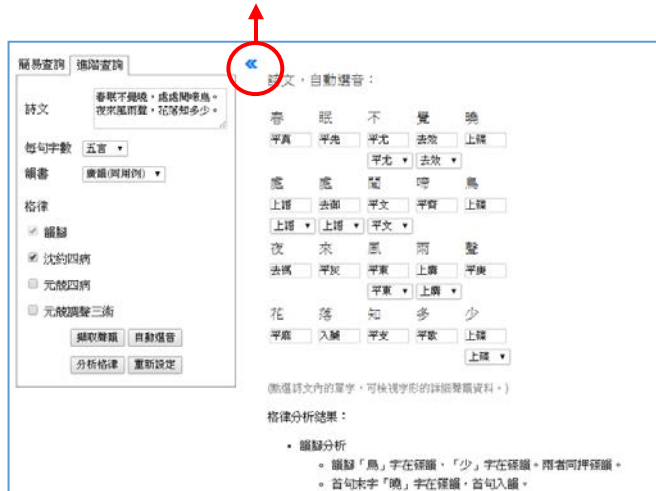 簡易查詢 進階查詢
«
詩文 春眠不覺曉，處處聞啼鳥。
夜來風雨聲，花落知多少。
每句字數 五言
韻書 廣韻(同用例)
格律
韻腳
沈約四病
元兢四病
元兢調聲三術
擷取聲韻 自動選音
分析格律 重新設定
詩文，自動選音：
春 眠 不 覺 曉
平真 平先 平尤 去效 上篠
平尤 去效
處 處 聞 啼 鳥
上語 去御 平文 平齊 上篠
上語 上語 平文
夜 來 風 雨 聲
去禡 平灰 平東 上麌 平庚
平東 上麌
花 落 知 多 少
平麻 入鐸 平支 平歌 上篠
上篠
(點選詩文內的單字，可檢視字形的詳細聲韻資料。)
格律分析結果：
韻腳分析
韻腳「鳥」字在篠韻，「少」字在篠韻。兩者同押篠韻。
首句末字「曉」字在篠韻，首句入韻。